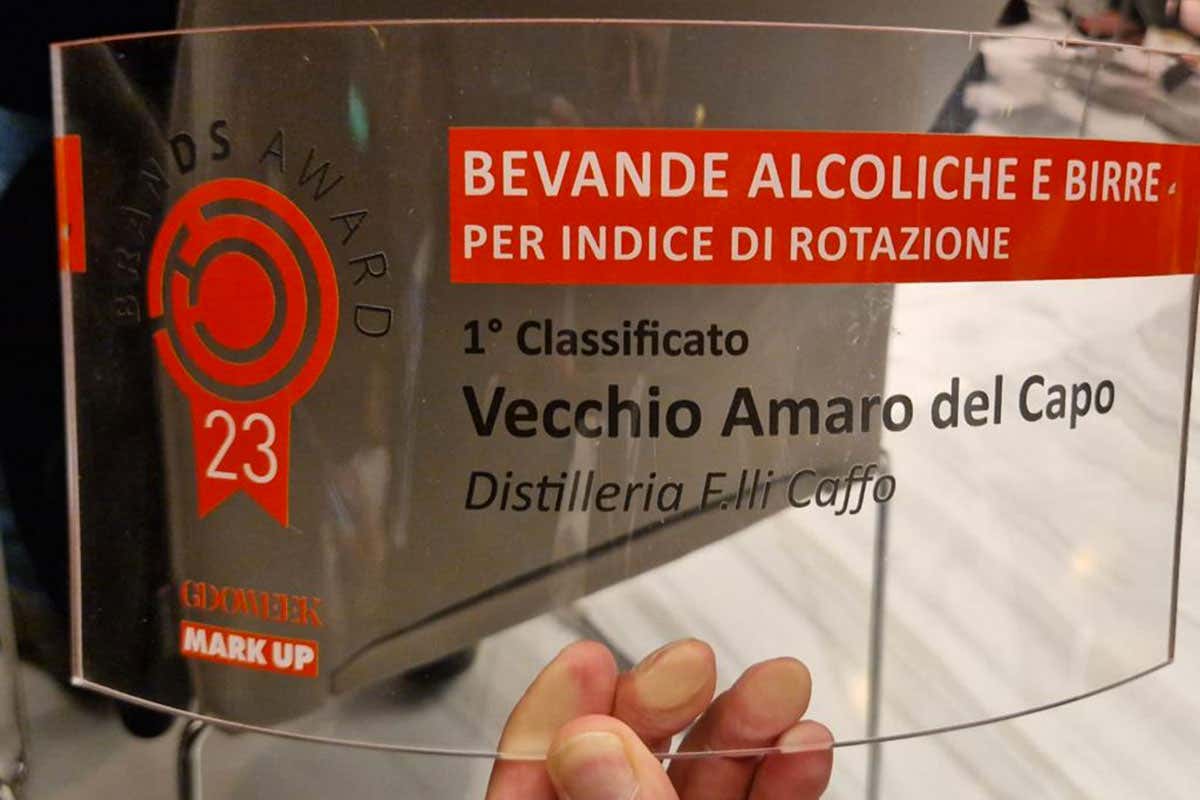 BRANDS AWARD
23
GDOWEEK
MARK UP
BEVANDE ALCOLICHE E BIRRE -
PER INDICE DI ROTAZIONE
1° Classificato
Vecchio Amaro del Capo
Distilleria F.lli Caffo